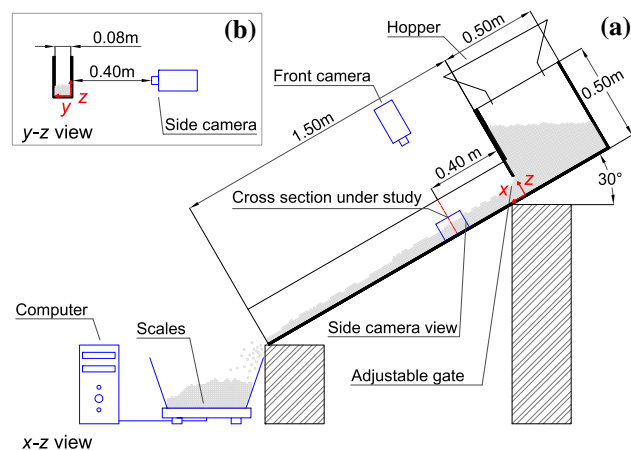 (b)
0.08m
0.40m
y z
Side camera
y-z view
(a)
0.50m
Hopper
Front camera
0.50m
1.50m
0.40 m
z
x
Cross section under study
30°
Computer
Scales
Side camera view
Adjustable gate
x-z view